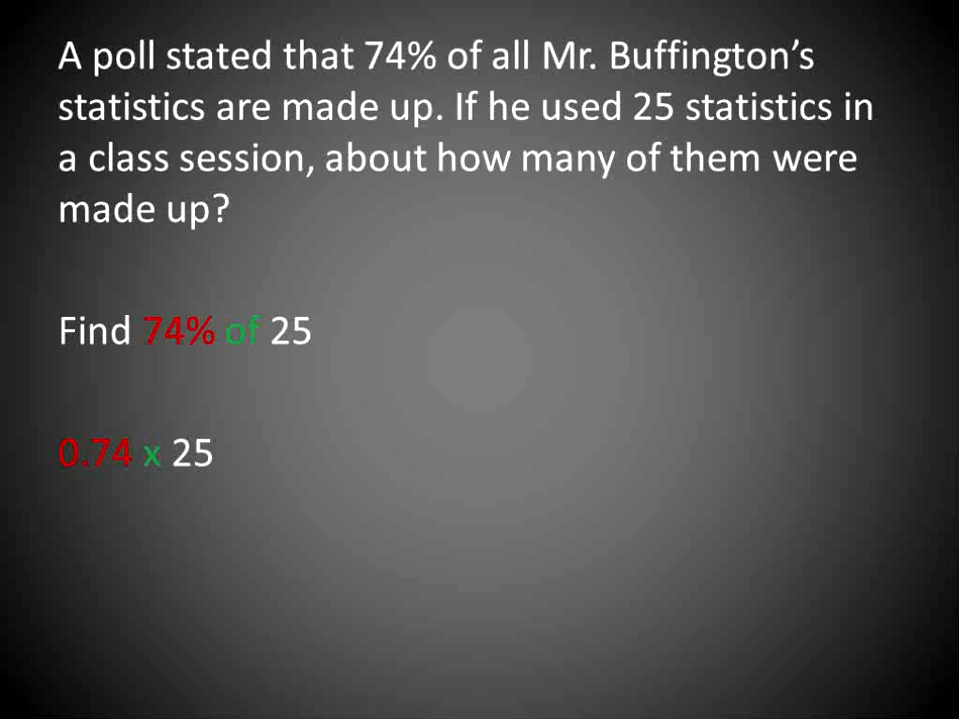 A poll stated that 74% of all Mr. Buffington’s
statistics are made up. If he used 25 statistics in
a class session, about how many of them were
made up?
Find 74% of 25
0.74 x 25